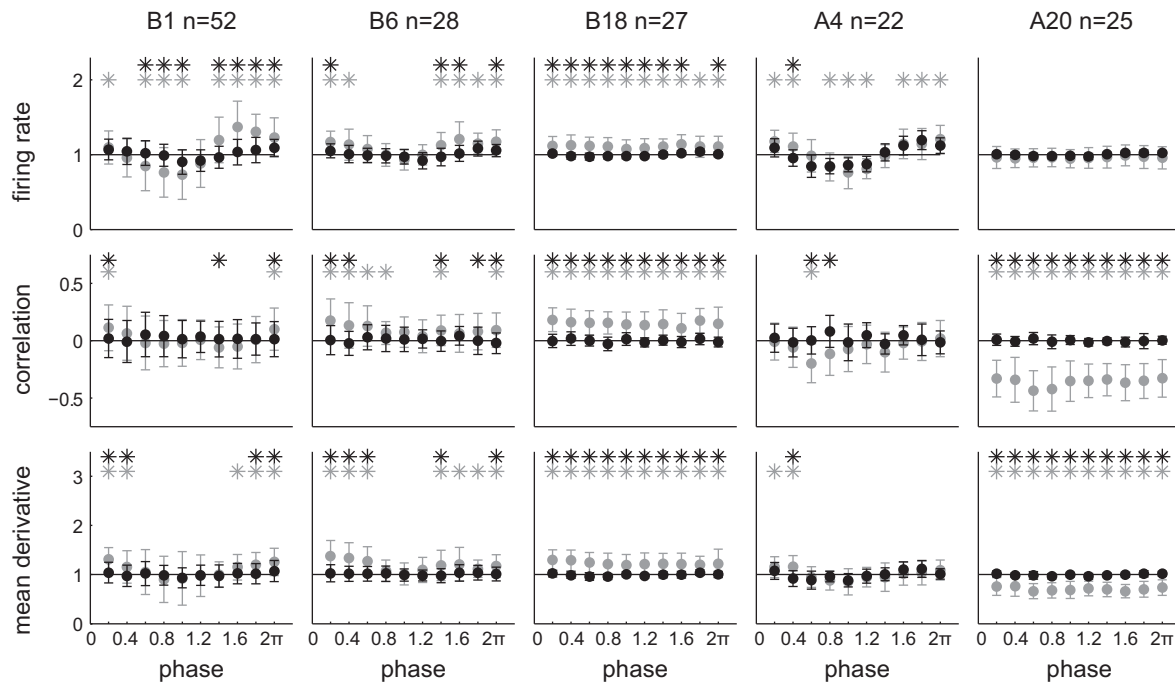 B1 n=52 B6 n=28 B18 n=27 A4 n=22 A20 n=25
firing rate
2
1
0
correlation
0.5
0
−0.5
mean derivative
3
2
1
0 0.4 0.8 1.2 1.6 2π 0 0.4 0.8 1.2 1.6 2π 0 0.4 0.8 1.2 1.6 2π 0 0.4 0.8 1.2 1.6 2π 0 0.4 0.8 1.2 1.6 2π
phase phase phase phase phase